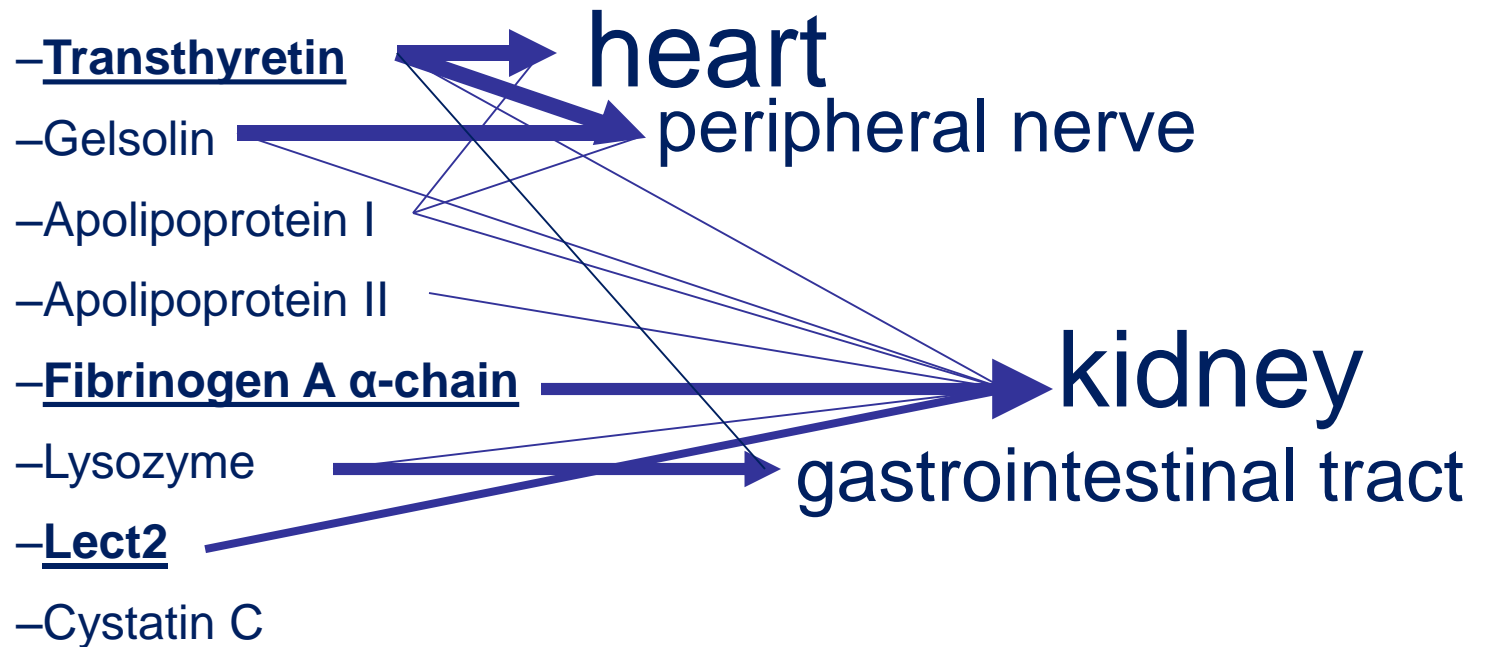 –Transthyretin
heart
–Gelsolin
peripheral nerve
–Apolipoprotein I
–Apolipoprotein II
–Fibrinogen A α-chain
kidney
–Lysozyme
gastrointestinal tract
–Lect2
–Cystatin C